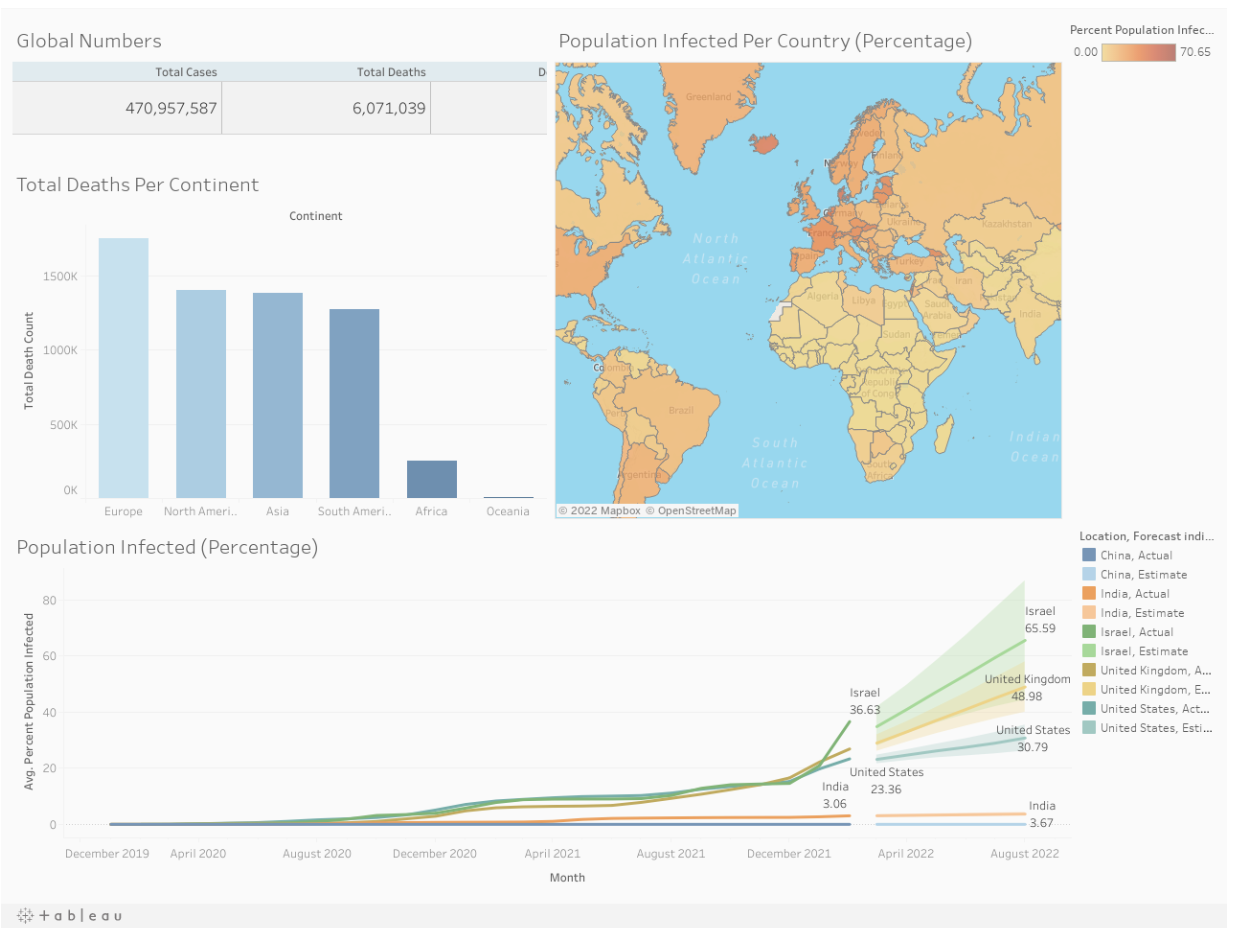 Global Numbers
Total Cases
Total Deaths
D
470,957,587
6,071,039
Total Deaths Per Continent
Continent
Total Death Count
1500K
1000K
500K
0K
Europe
North Ameri..
Asia
South Ameri..
Africa
Oceania
Population Infected Per Country (Percentage)
Greenland
Sweden
Finland
Norway
Germany
Ukraine
France
Kazakhstan
Spain
Turkey
North
Atlantic
Ocean
Algeria
Libya
Egypt
Iran
Saudi
Arabia
India
Sudan
Colombia
Peru
Brazil
of Congo
South
Atlantic
Ocean
Indian
Ocean
Argentina
South
Africa
© 2022 Mapbox © OpenStreetMap
Percent Population Infec...
0.00
70.65
Population Infected (Percentage)
Avg. Percent Population Infected
80
60
40
20
0
Israel
36.63
United States
23.36
India
3.06
Israel
65.59
United Kingdom
48.98
United States
30.79
India
3.67
December 2019
April 2020
August 2020
December 2020
April 2021
August 2021
December 2021
April 2022
August 2022
Month
Location, Forecast indi...
China, Actual
China, Estimate
India, Actual
India, Estimate
Israel, Actual
Israel, Estimate
United Kingdom, A...
United Kingdom, E...
United States, Act...
United States, Esti...
+ableau